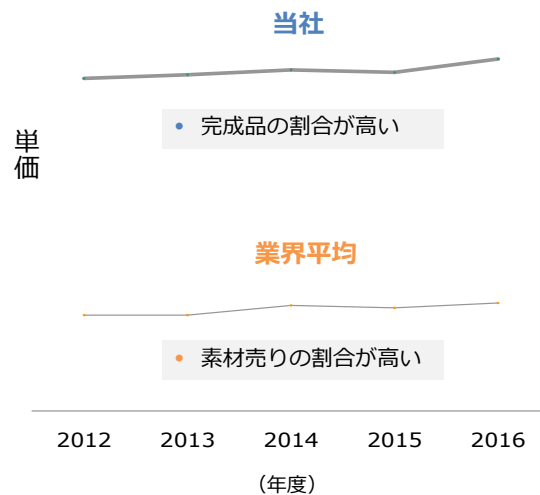 当社
• 完成品の割合が高い
単価
業界平均
• 素材売りの割合が高い
2012 2013 2014 2015 2016
（年度）